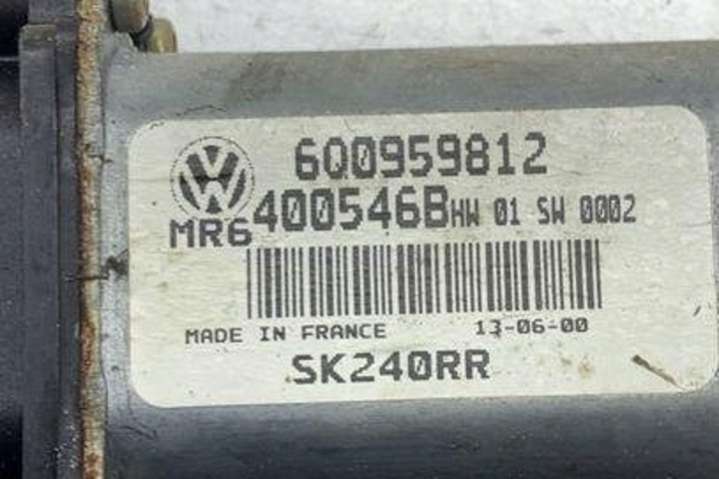 6Q0959812
400546B HW 01 SW 0002
MR6
MADE IN FRANCE 13-06-00
SK240RR